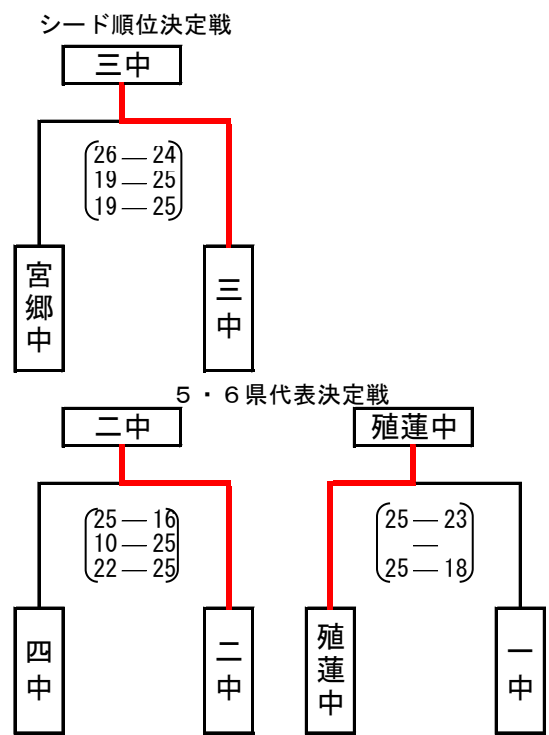 シード順位決定戦
三中
26 ― 24
19 ― 25
19 ― 25
宮郷中
三中
５・６県代表決定戦
二中
殖蓮中
25 ― 16
10 ― 25
22 ― 25
25 ― 23
―
25 ― 18
四中
二中
殖蓮中
一中